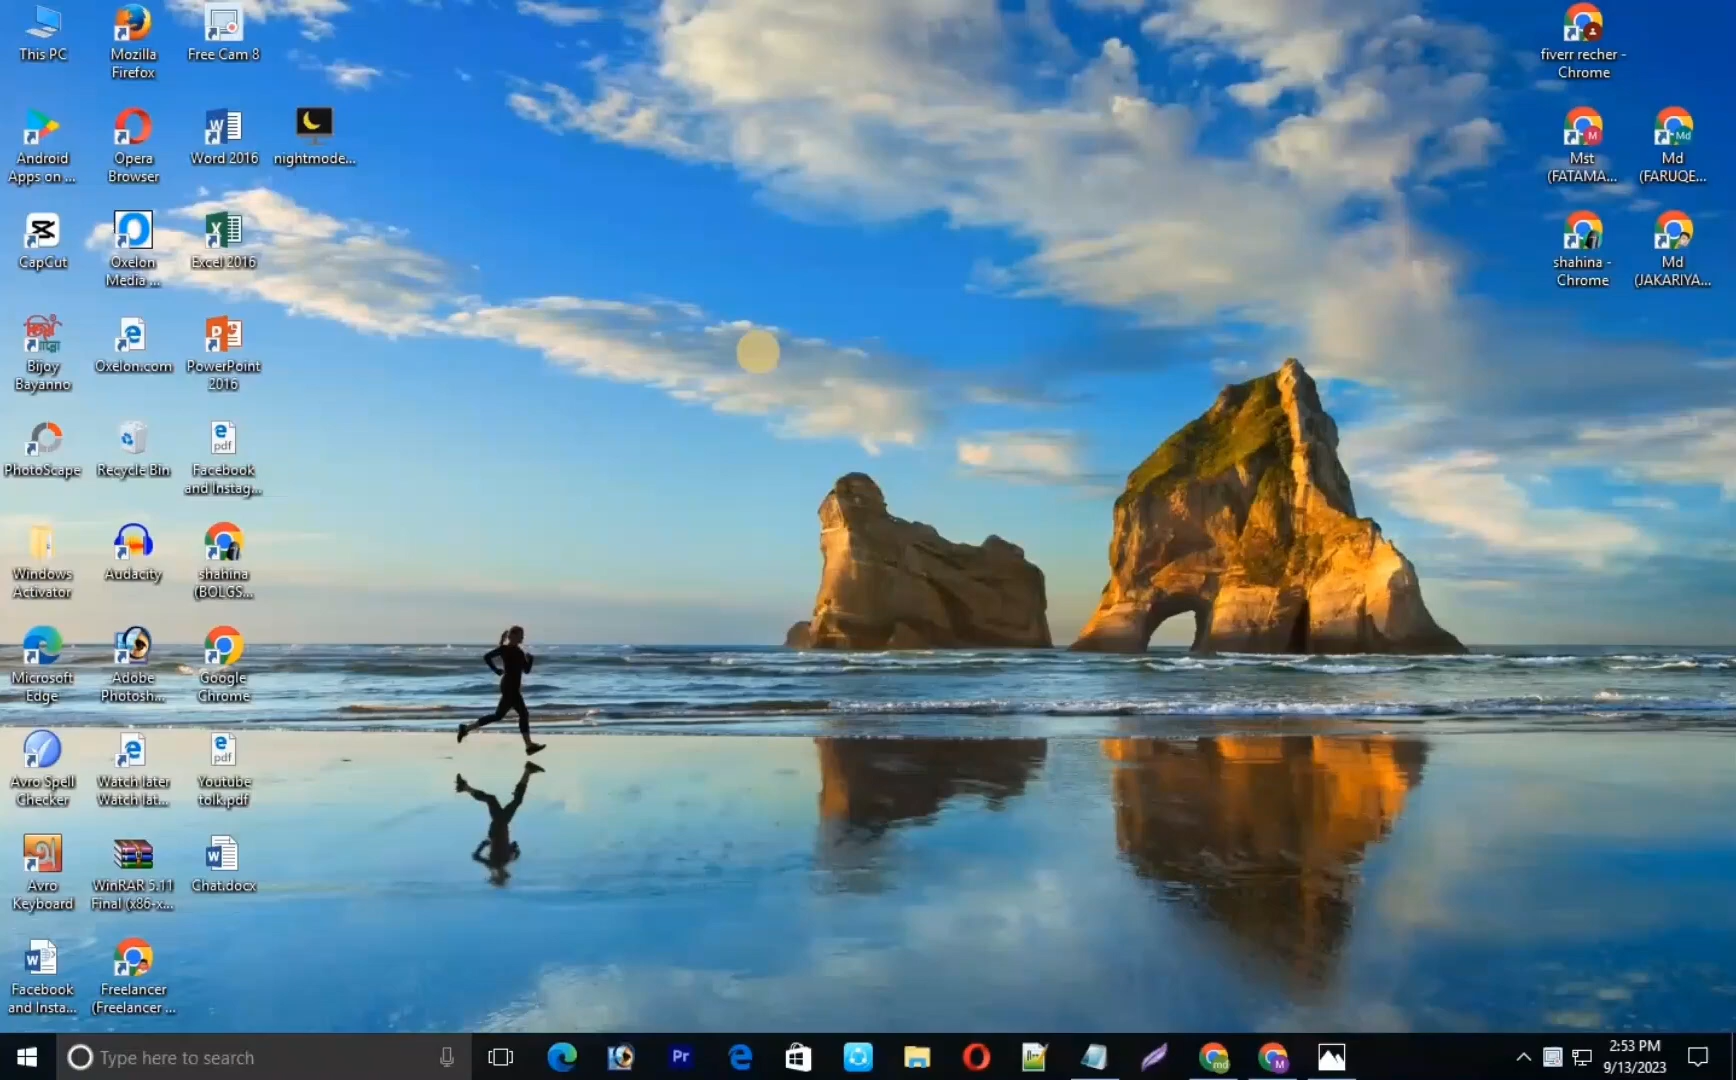 This PC
Mozilla
Firefox
Free Cam 8
Android
Apps on ...
Opera
Browser
Word 2016
nightmode...
CapCut
Oxelon
Media ...
Excel 2016
Bijoy
Bayanno
Oxelon.com
PowerPoint
2016
PhotoScape
Recycle Bin
pdf
Facebook
and Instag...
Windows
Activator
Audacity
shahina
(BOLGS...
Microsoft
Edge
Adobe
Photosh...
Google
Chrome
Avro Spell
Checker
Watch later
Watch lat...
pdf
Youtube
tolk.pdf
Avro
Keyboard
WinRAR 5.11
Final (x86-x...
Chat.docx
Facebook
and Insta...
Freelancer
(Freelancer ...
fiverr recher -
Chrome
Mst
(FATAMA...
Md
(FARUQE...
shahina -
Chrome
Md
(JAKARIYA...
Type here to search
Pr
md
M
2:53 PM
9/13/2023